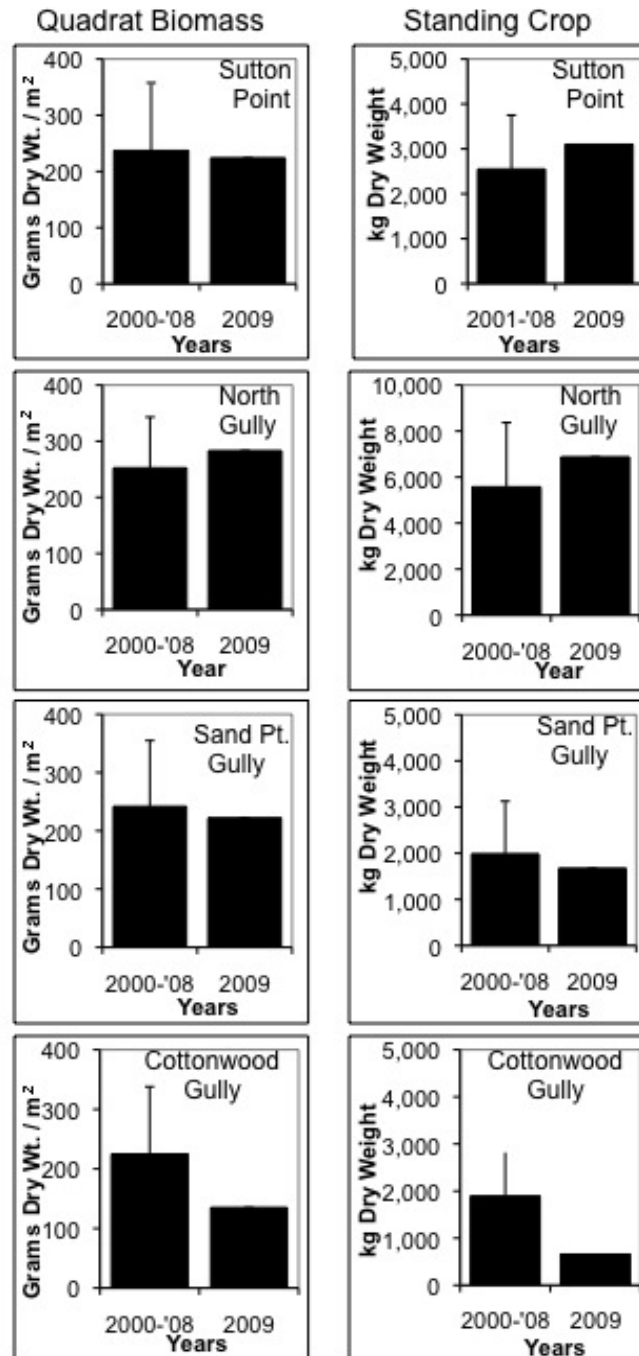 Quadrat Biomass
Standing Crop
Sutton
Point
Grams Dry Wt. / m²
400
300
200
100
0
2000-'08 2009
Years
Sutton
Point
kg Dry Weight
5,000
4,000
3,000
2,000
1,000
0
2001-'08 2009
Years
North
Gully
Grams Dry Wt. / m²
400
300
200
100
0
2000-'08 2009
Year
North
Gully
kg Dry Weight
10,000
8,000
6,000
4,000
2,000
0
2000-'08 2009
Year
Sand Pt.
Gully
Grams Dry Wt. / m²
400
300
200
100
0
2000-'08 2009
Years
Sand Pt.
Gully
kg Dry Weight
5,000
4,000
3,000
2,000
1,000
0
2000-'08 2009
Years
Cottonwood
Gully
Grams Dry Wt. / m²
400
300
200
100
0
2000-'08 2009
Years
Cottonwood
Gully
kg Dry Weight
5,000
4,000
3,000
2,000
1,000
0
2000-'08 2009
Years